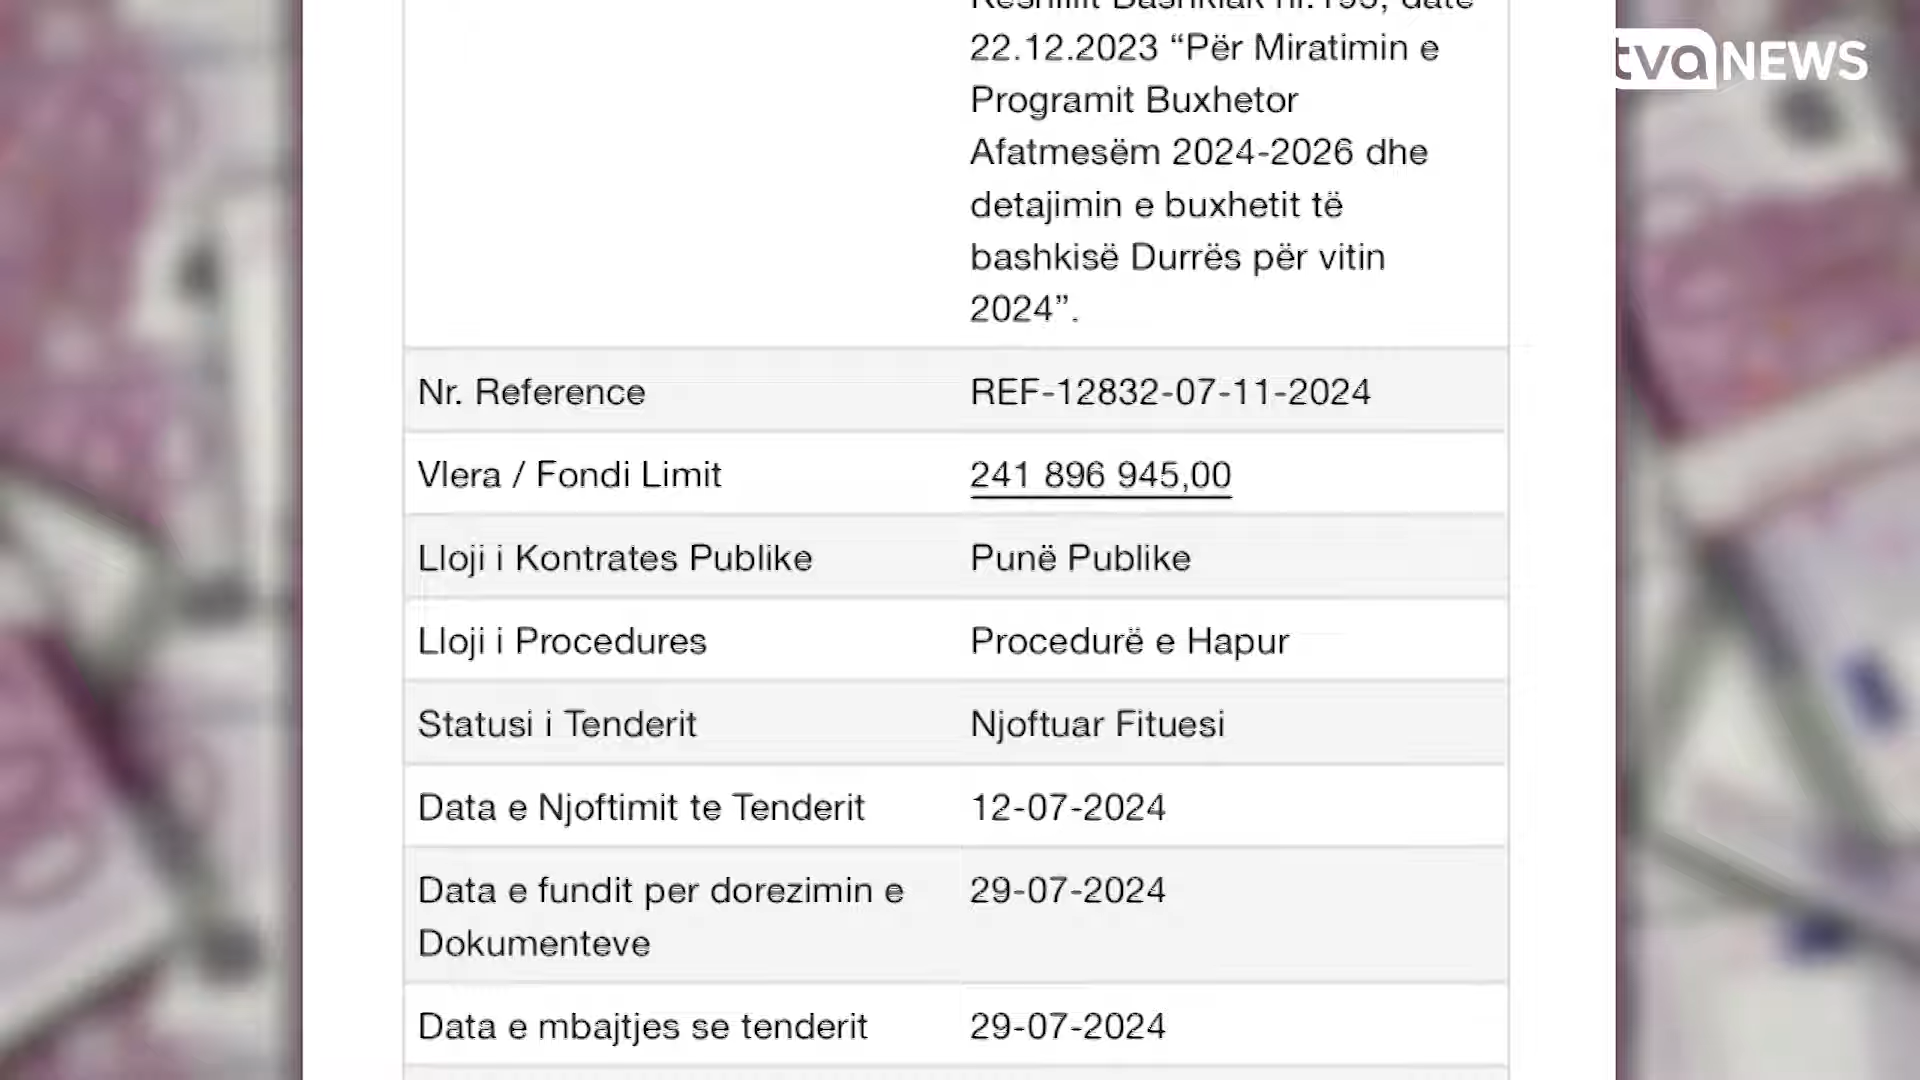 22.12.2023 “Për Miratimin e
Programit Buxhetor
Afatmesëm 2024-2026 dhe
detajimin e buxhetit të
bashkisë Durrës për vitin
2024”.
Nr. Reference REF-12832-07-11-2024
Vlera / Fondi Limit 241 896 945,00
Lloji i Kontrates Publike Punë Publike
Lloji i Procedures Procedurë e Hapur
Statusi i Tenderit Njoftuar Fituesi
Data e Njoftimit te Tenderit 12-07-2024
Data e fundit per dorezimin e 29-07-2024
Dokumenteve
Data e mbajtjes se tenderit 29-07-2024
tva NEWS